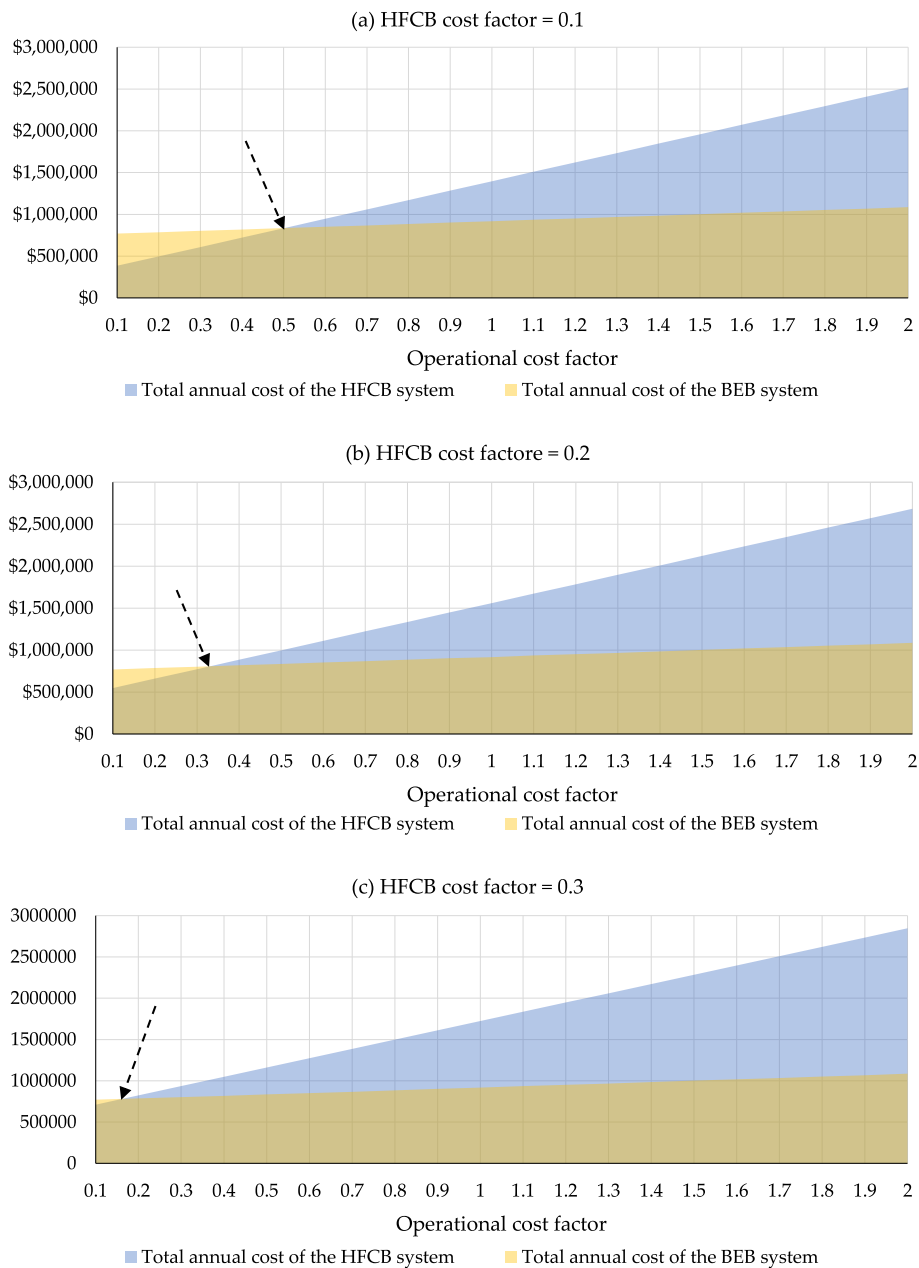 (a) HFCB cost factor = 0.1
$3,000,000
$2,500,000
$2,000,000
$1,500,000
$1,000,000
$500,000
$0
0.1 0.2 0.3 0.4 0.5 0.6 0.7 0.8 0.9 1 1.1 1.2 1.3 1.4 1.5 1.6 1.7 1.8 1.9 2
Operational cost factor
Total annual cost of the HFCB system Total annual cost of the BEB system
(b) HFCB cost factore = 0.2
$3,000,000
$2,500,000
$2,000,000
$1,500,000
$1,000,000
$500,000
$0
0.1 0.2 0.3 0.4 0.5 0.6 0.7 0.8 0.9 1 1.1 1.2 1.3 1.4 1.5 1.6 1.7 1.8 1.9 2
Operational cost factor
Total annual cost of the HFCB system Total annual cost of the BEB system
(c) HFCB cost factor = 0.3
3000000
2500000
2000000
1500000
1000000
500000
0
0.1 0.2 0.3 0.4 0.5 0.6 0.7 0.8 0.9 1 1.1 1.2 1.3 1.4 1.5 1.6 1.7 1.8 1.9 2
Operational cost factor
Total annual cost of the HFCB system Total annual cost of the BEB system